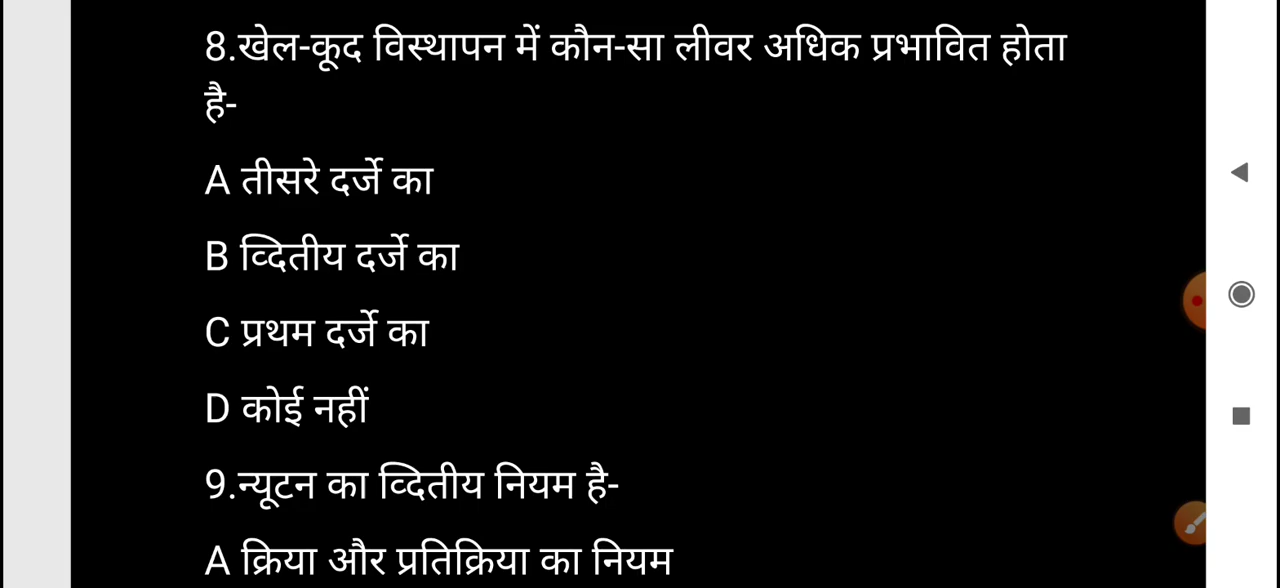 8.खेल-कूद विस्थापन में कौन-सा लीवर अधिक प्रभावित होता
है-
A तीसरे दर्जे का
B व्दितीय दर्जे का
C प्रथम दर्जे का
D कोई नहीं
9.न्यूटन का व्दितीय नियम है-
A क्रिया और प्रतिक्रिया का नियम